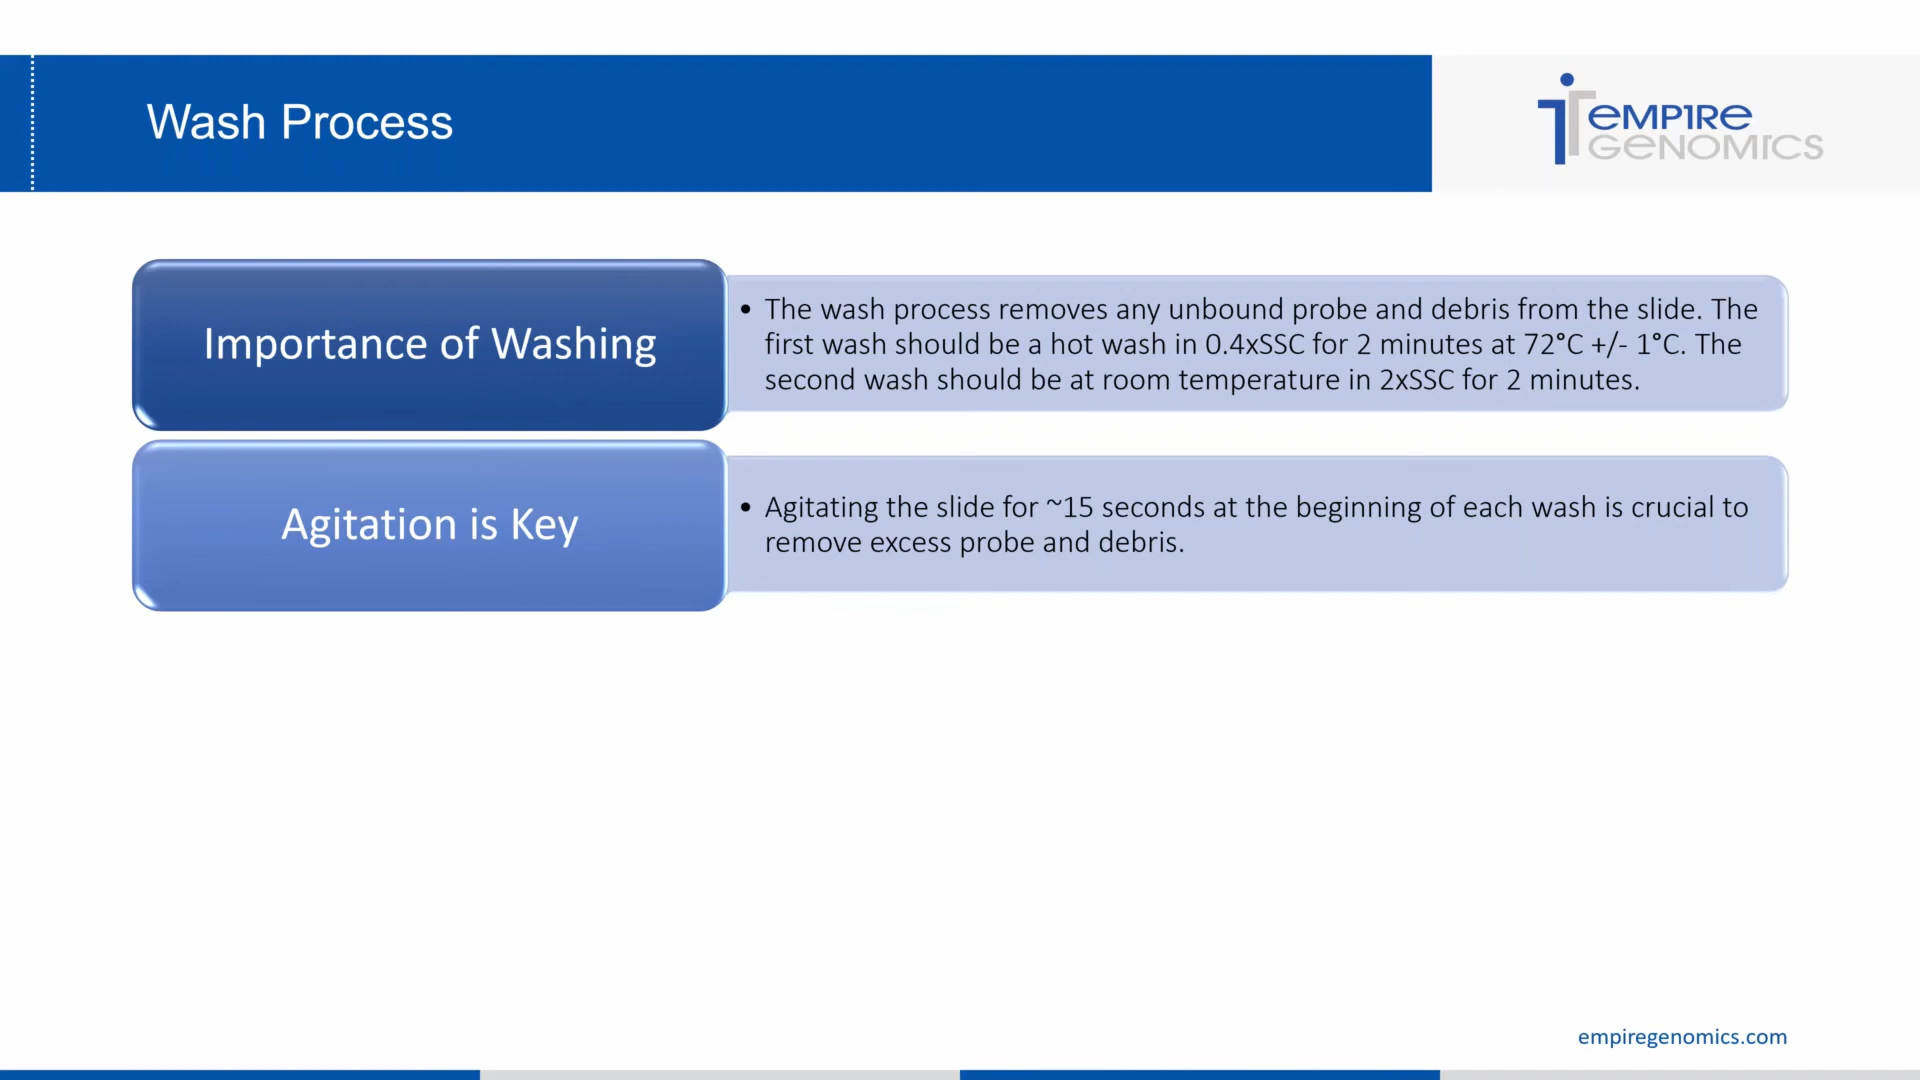 Wash Process
EMPIRE
GENOMICS
Importance of Washing
• The wash process removes any unbound probe and debris from the slide. The
first wash should be a hot wash in 0.4xSSC for 2 minutes at 72°C +/- 1°C. The
second wash should be at room temperature in 2xSSC for 2 minutes.
Agitation is Key
• Agitating the slide for ~15 seconds at the beginning of each wash is crucial to
remove excess probe and debris.
empiregenomics.com